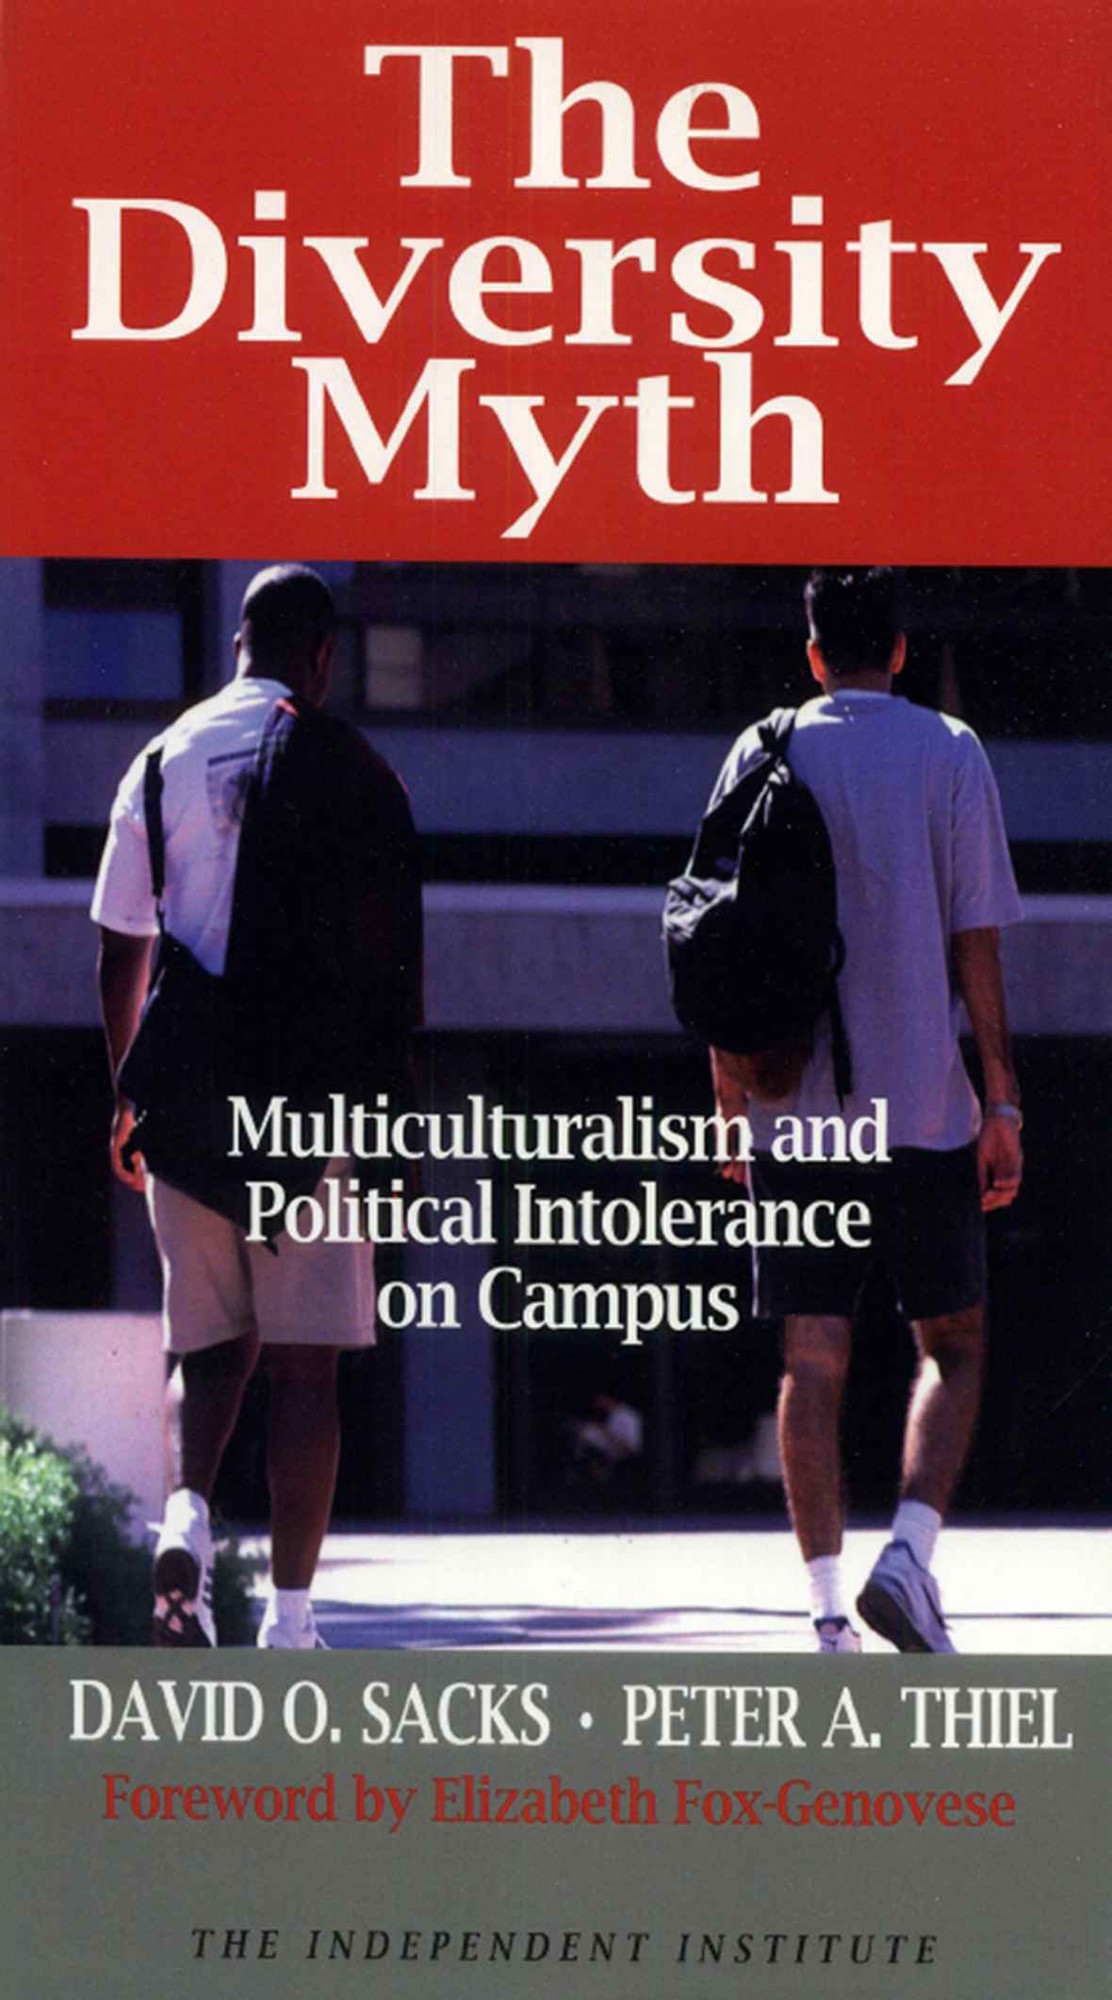 The
Diversity
Myth
Multiculturalism and
Political Intolerance
on Campus
DAVID O. SACKS • PETER A. THIEL
Foreword by Elizabeth Fox-Genovese
THE INDEPENDENT INSTITUTE